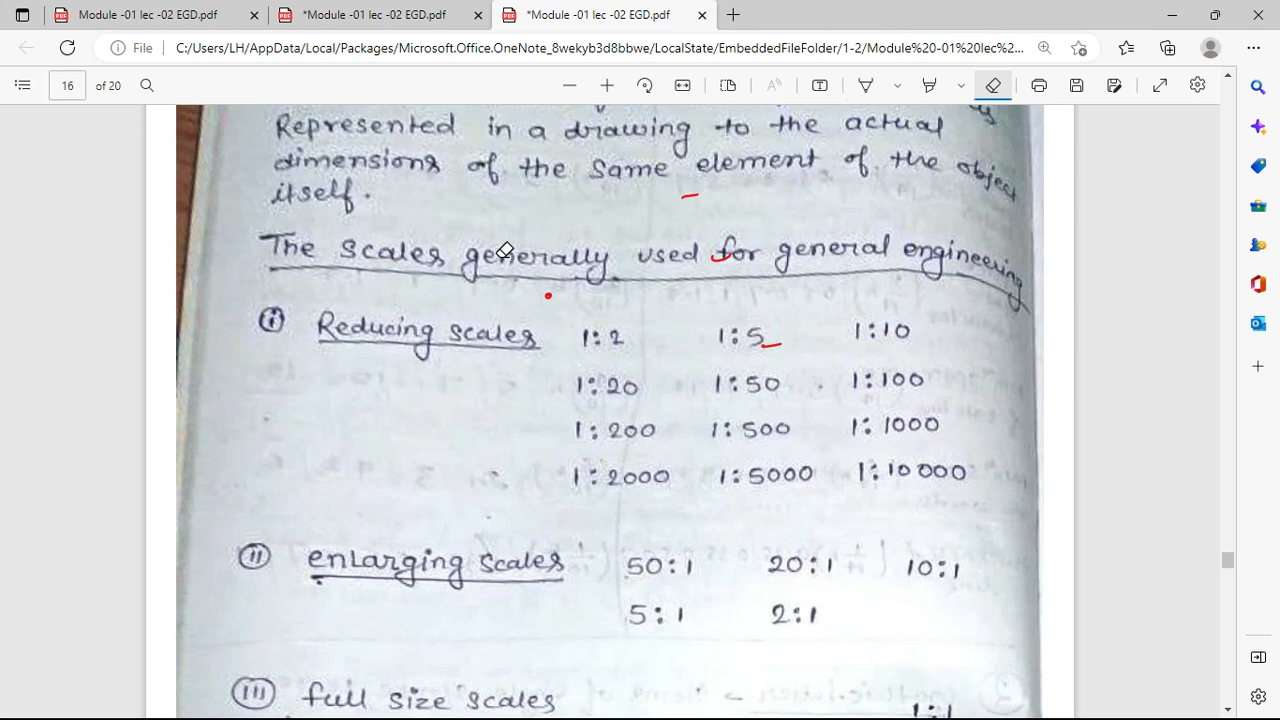 Module -01 lec -02 EGD.pdf
*Module -01 lec -02 EGD.pdf
*Module -01 lec -02 EGD.pdf
File
C:/Users/LH/AppData/Local/Packages/Microsoft.Office.OneNote_8wekyb3d8bbwe/LocalState/EmbeddedFileFolder/1-2/Module%20-01%20lec%2...
16 of 20
Represented in a drawing to the actual
dimensions of the same element of the object
itself.
The scales generally used for general engineering
(i) Reducing scales 1:2 1:5 1:10
1:20 1:50 1:100
1:200 1:500 1:1000
1:2000 1:5000 1:10000
(ii) enlarging scales 50:1 20:1 10:1
5:1 2:1
(iii) full size scales 1:1